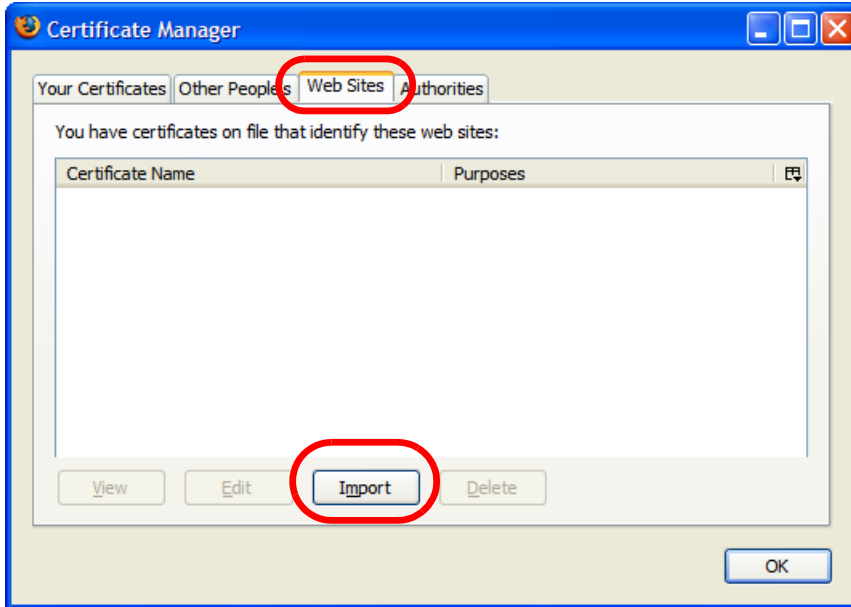 Certificate Manager
Your Certificates Other People's Web Sites Authorities
You have certificates on file that identify these web sites:
Certificate Name Purposes
View Edit Import Delete
OK